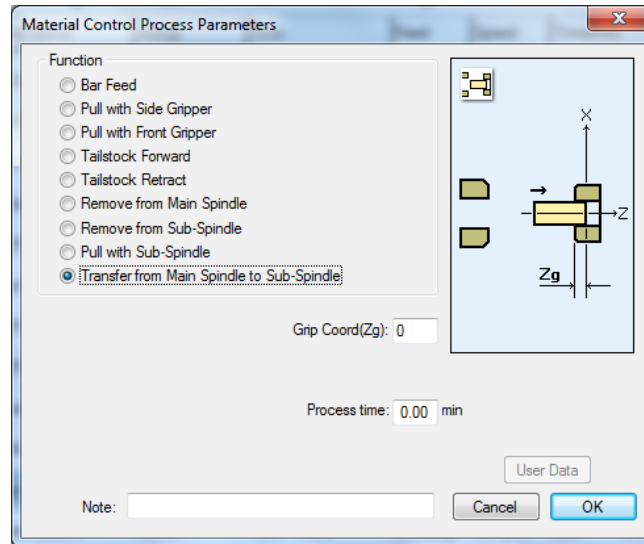 Material Control Process Parameters
Function
Bar Feed
Pull with Side Gripper
Pull with Front Gripper
Tailstock Forward
Tailstock Retract
Remove from Main Spindle
Remove from Sub-Spindle
Pull with Sub-Spindle
Transfer from Main Spindle to Sub-Spindle
X
Z
Zg
Grip Coord(Zg): 0
Process time: 0.00 min
User Data
Note:
Cancel
OK